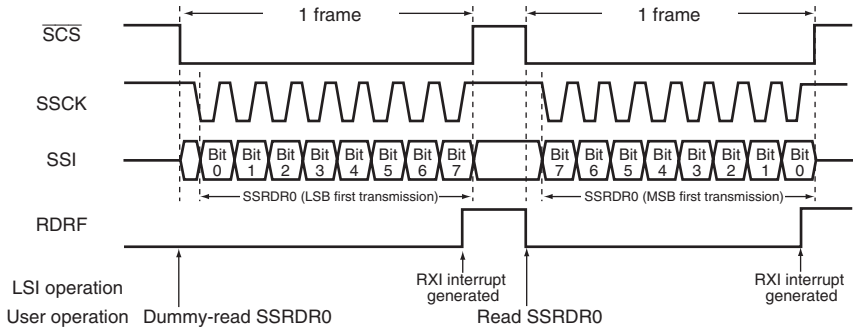 1 frame 1 frame
SCS
SSCK
SSI Bit 0 Bit 1 Bit 2 Bit 3 Bit 4 Bit 5 Bit 6 Bit 7 Bit 7 Bit 6 Bit 5 Bit 4 Bit 3 Bit 2 Bit 1 Bit 0
SSRDR0 (LSB first transmission) SSRDR0 (MSB first transmission)
RDRF
LSI operation RXI interrupt generated RXI interrupt generated
User operation Dummy-read SSRDR0 Read SSRDR0